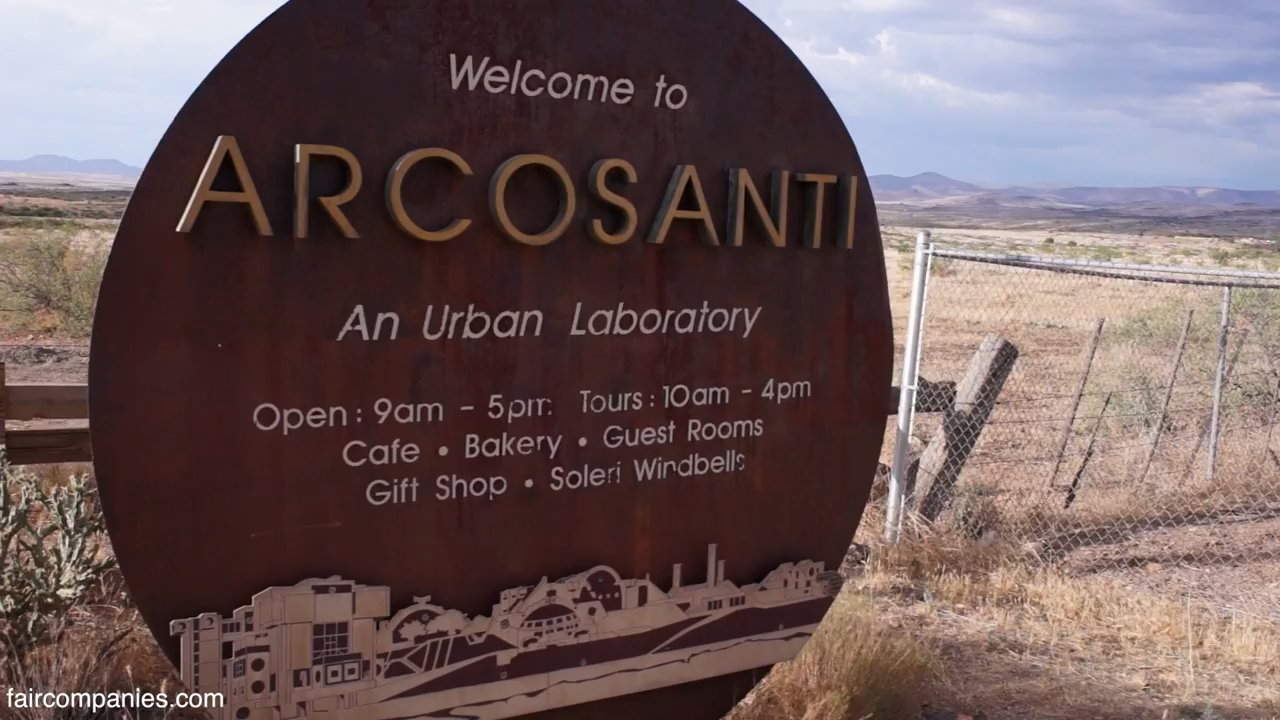 Welcome to
ARCOSANTI
An Urban Laboratory
Open: 9am - 5pm Tours: 10am - 4pm
Cafe • Bakery • Guest Rooms
Gift Shop • Soleri Windbells
faircompanies.com